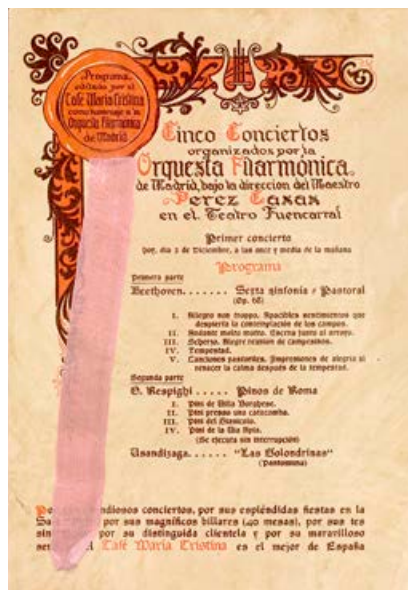 Programa
editado por el
Café María Cristina
como homenaje a la
Orquesta Filarmónica
de Madrid
Cinco Conciertos
organizados por la
Orquesta Filarmónica
de Madrid, bajo la dirección del Maestro
Perez Casas
en el Teatro Fuencarral
Primer concierto
hoy, día 2 de Diciembre, a las once y media de la mañana
Programa
Primera parte
Beethoven....... Sexta sinfonía - Pastoral
(Op. 68)
I. Allegro non troppo. Apacibles sentimientos que
despierta la contemplación de los campos.
II. Andante molto motto. Escena junto al arroyo.
III. Scherzo. Alegre reunión de campesinos.
IV. Tempestad.
V. Canciones pastoriles. Impresiones de alegría al
renacer la calma después de la tempestad.
Segunda parte
O. Respighi ..... Pinos de Roma
I. Pini de Villa Borghese.
II. Pini presso una catacomba.
III. Pini del Gianicolo.
IV. Pini de la Via Apia.
(Se ejecuta sin interrupción)
Usandizaga...... "Las Golondrinas"
(Pantomima)
ndiosos conciertos, por sus espléndidas fiestas en la
por sus magníficos billares (40 mesas), por sus tes
por su distinguida clientela y por su maravilloso
el Café María Cristina es el mejor de España